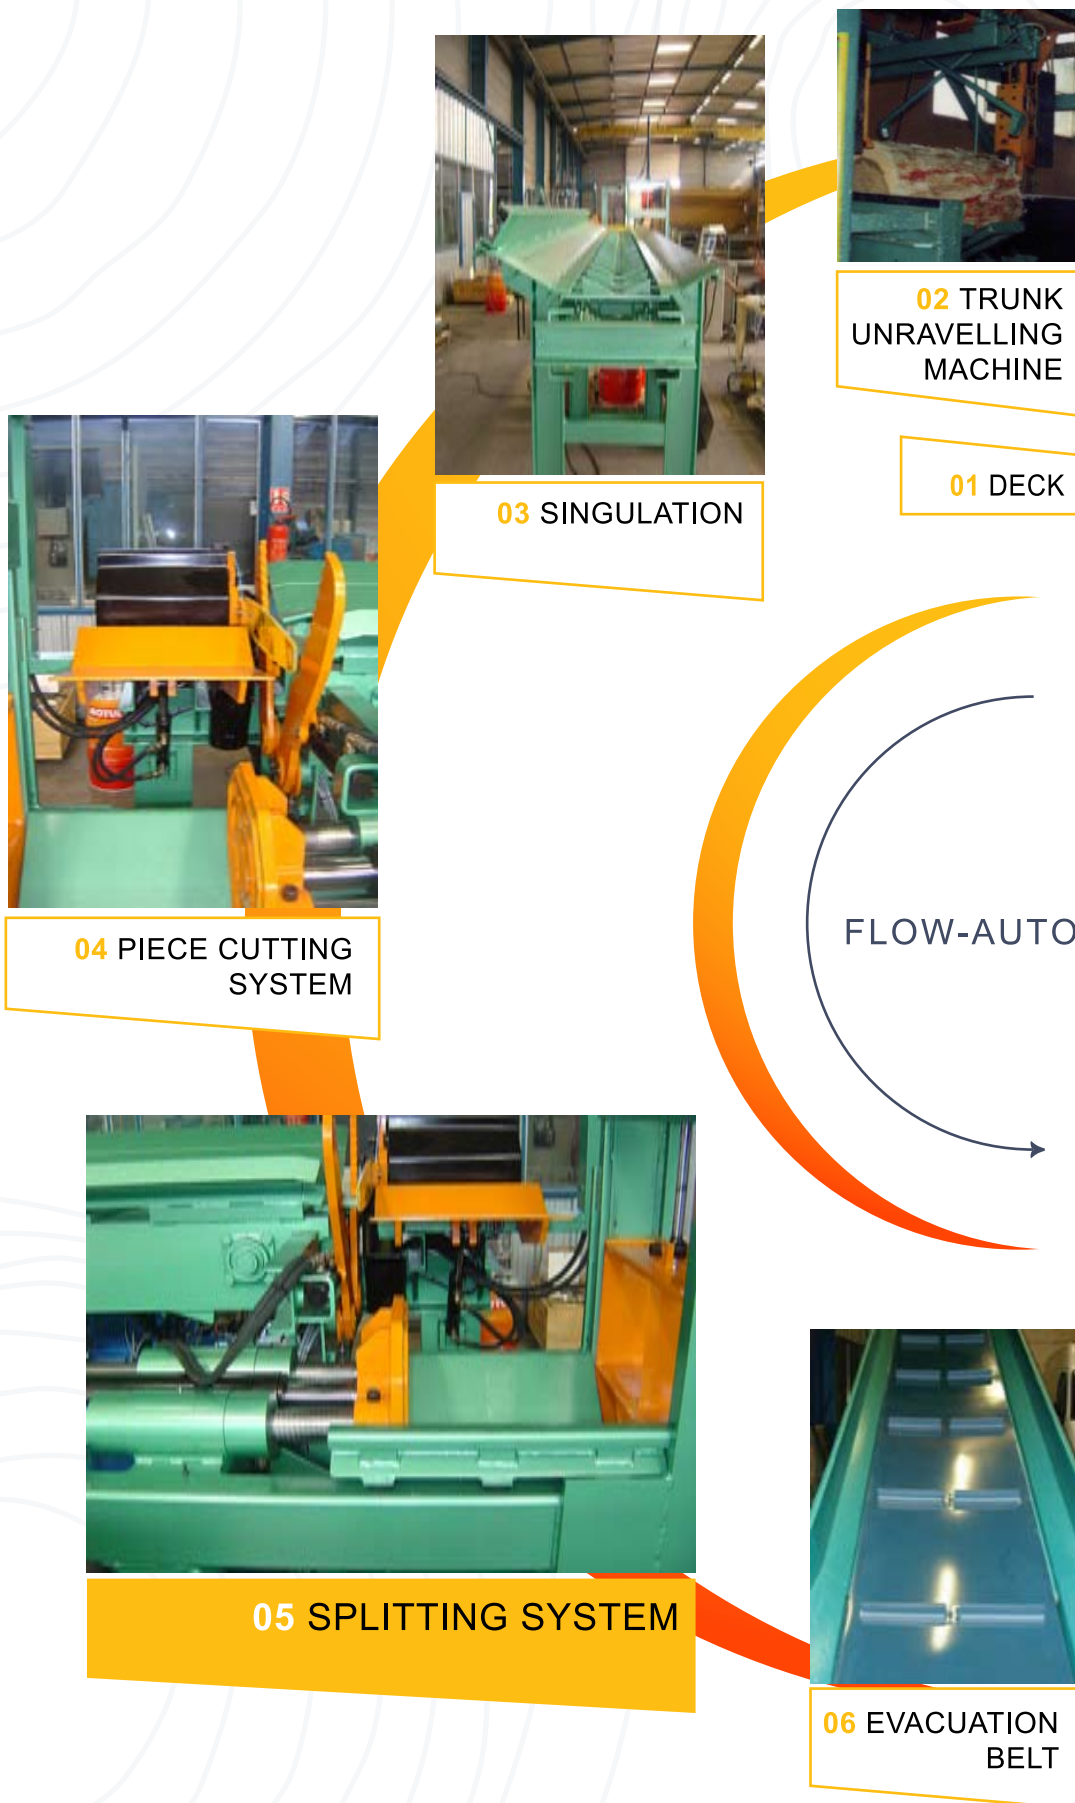 02 TRUNK
UNRAVELLING
MACHINE
01 DECK
03 SINGULATION
04 PIECE CUTTING
SYSTEM
FLOW-AUTO
05 SPLITTING SYSTEM
06 EVACUATION
BELT